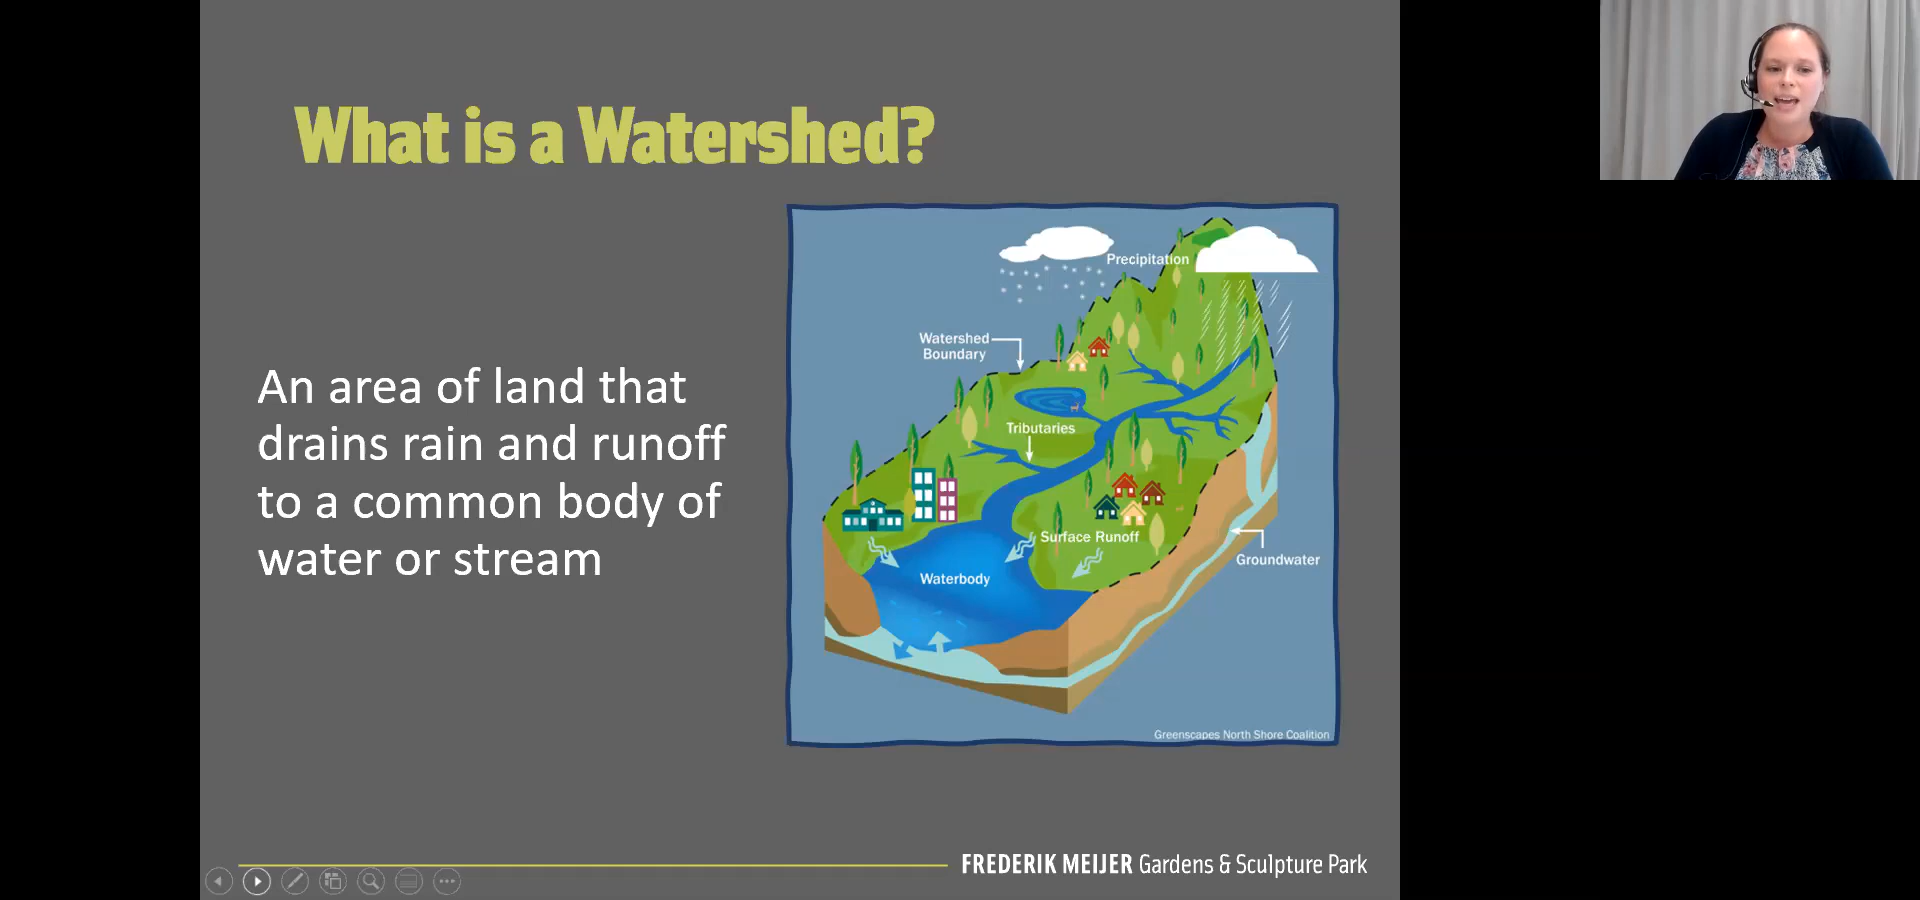 What is a Watershed?
An area of land that
drains rain and runoff
to a common body of
water or stream
Precipitation
Watershed
Boundary
Tributaries
Surface Runoff
Groundwater
Waterbody
Greenscapes North Shore Coalition
FREDERIK MEIJER Gardens & Sculpture Park